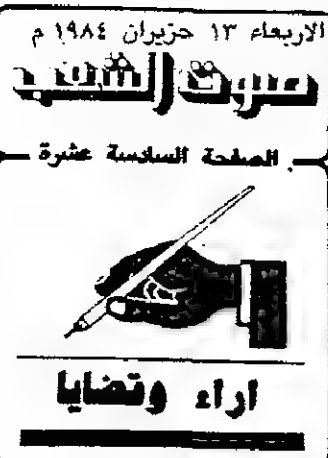 الاربعاء ١٣ حزيران ١٩٨٤ م
صوت الشعب
الصفحة السادسة عشرة
اراء وقضايا